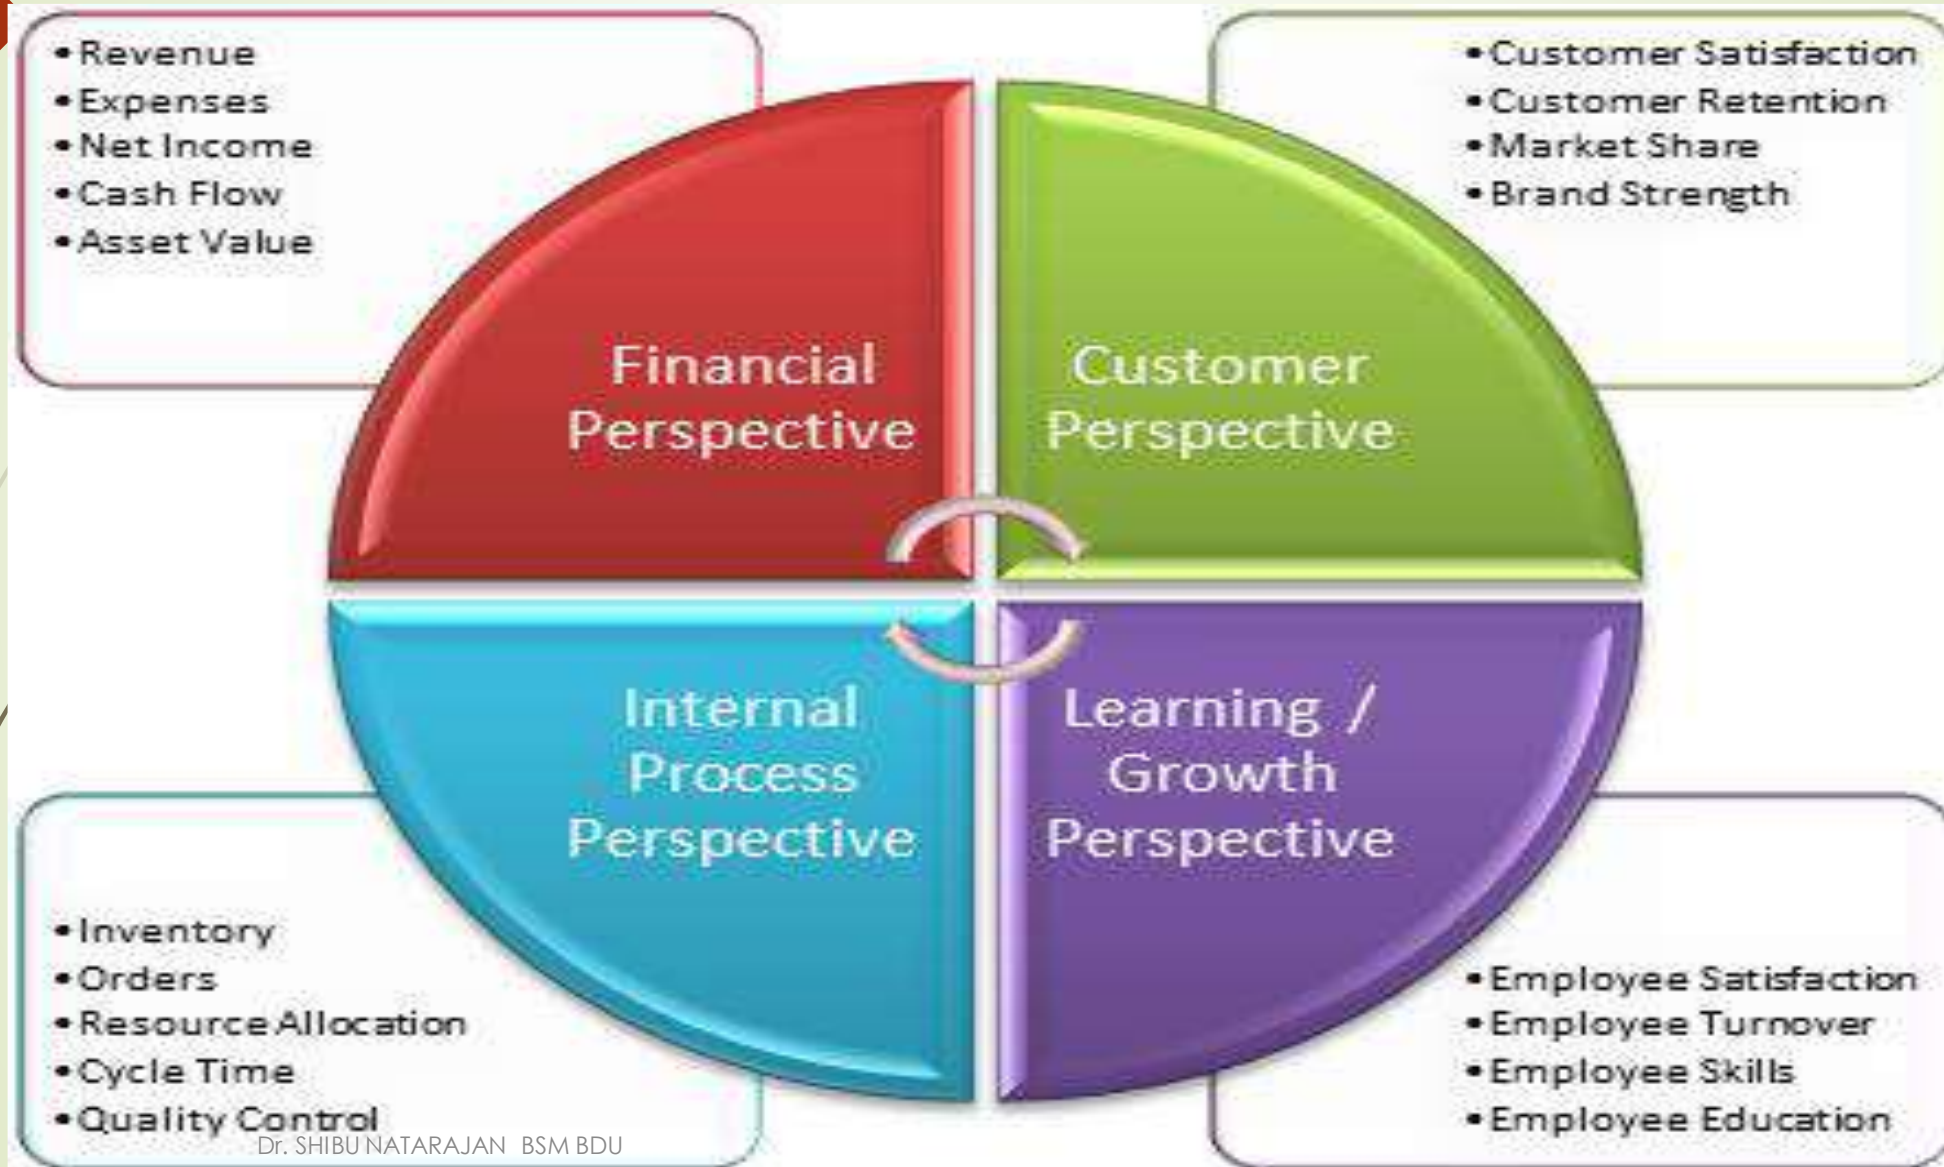 • Revenue
• Expenses
• Net Income
• Cash Flow
• Asset Value
• Customer Satisfaction
• Customer Retention
• Market Share
• Brand Strength
Financial
Perspective
Customer
Perspective
Internal
Process
Perspective
Learning /
Growth
Perspective
• Inventory
• Orders
• Resource Allocation
• Cycle Time
• Quality Control
• Employee Satisfaction
• Employee Turnover
• Employee Skills
• Employee Education
Dr. SHIBU NATARAJAN BSM BDU